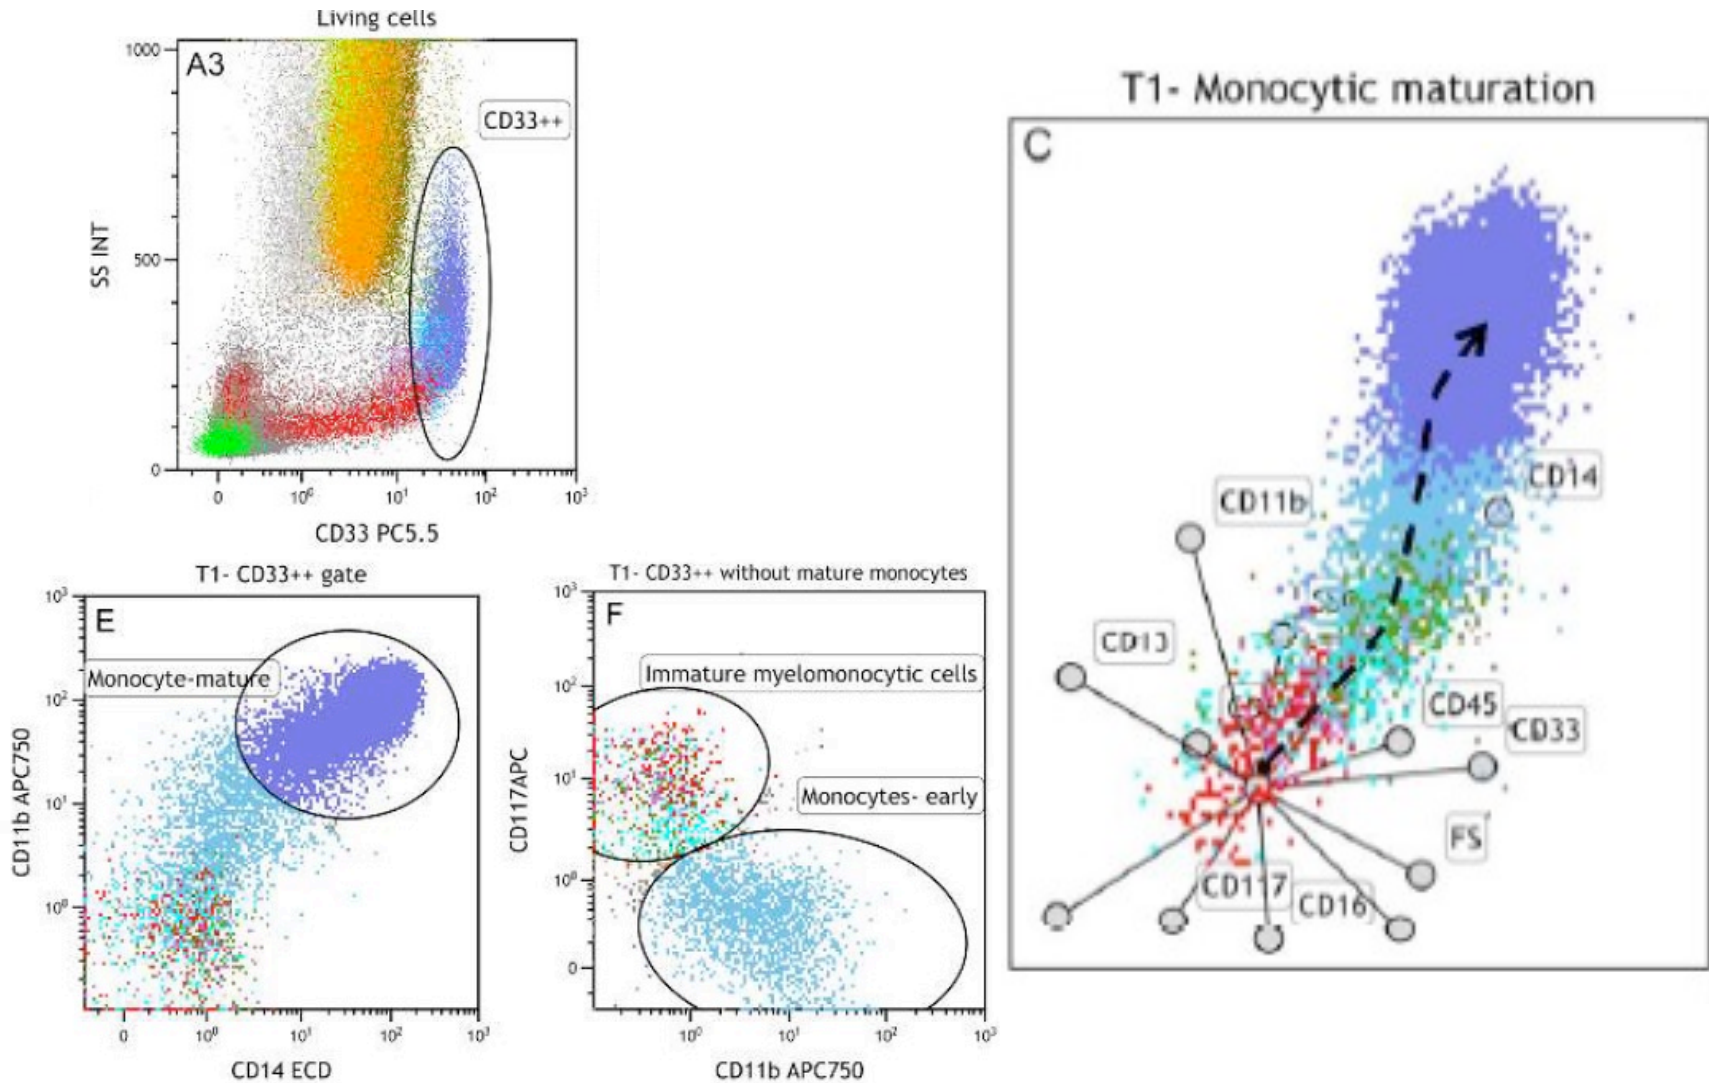 Living cells
A3
CD33++
1000
500
0
SS INT
0 10⁰ 10¹ 10² 10³
CD33 PC5.5
T1- CD33++ gate
E
Monocyte-mature
10³
10²
10¹
10⁰
CD11b APC750
0 10⁰ 10¹ 10² 10³
CD14 ECD
T1- CD33++ without mature monocytes
F
Immature myelomonocytic cells
Monocytes- early
10³
10²
10¹
10⁰
0
CD117APC
10⁰ 10¹ 10² 10³
CD11b APC750
T1- Monocytic maturation
C
CD14
CD11b
CD13
CD45
CD33
FS
CD117
CD16